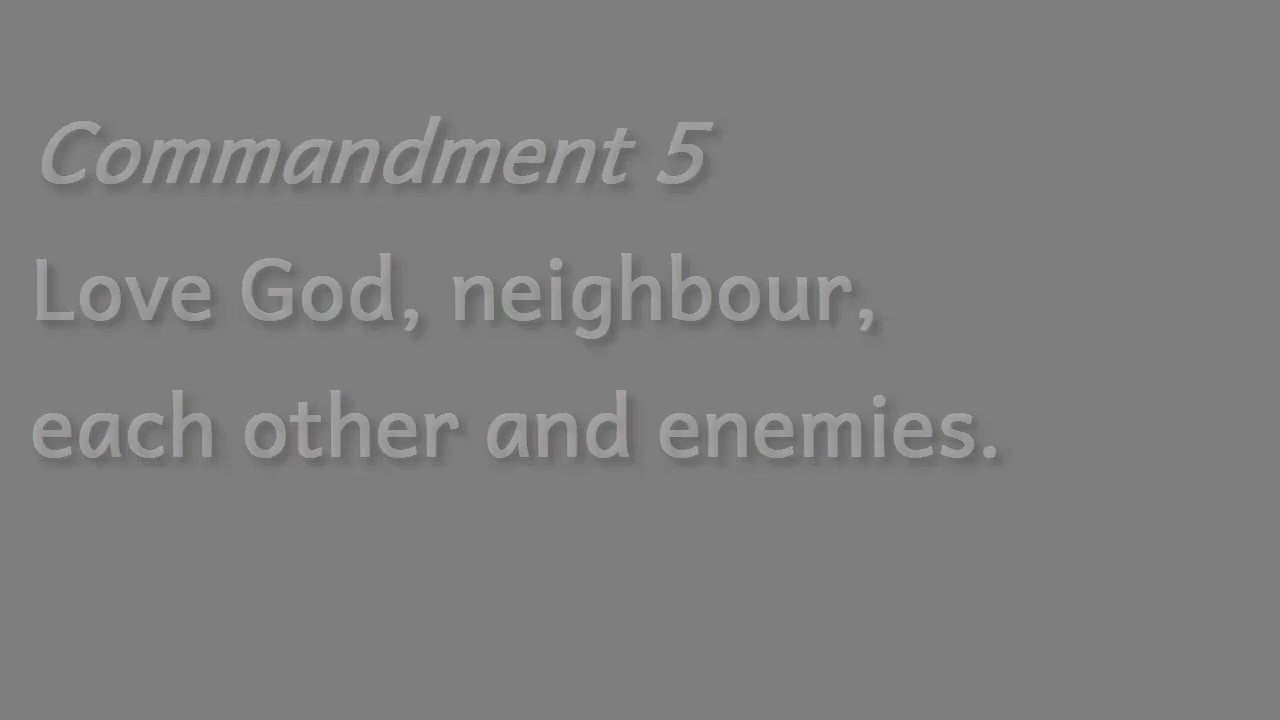 Commandment 5
Love God, neighbour,
each other and enemies.